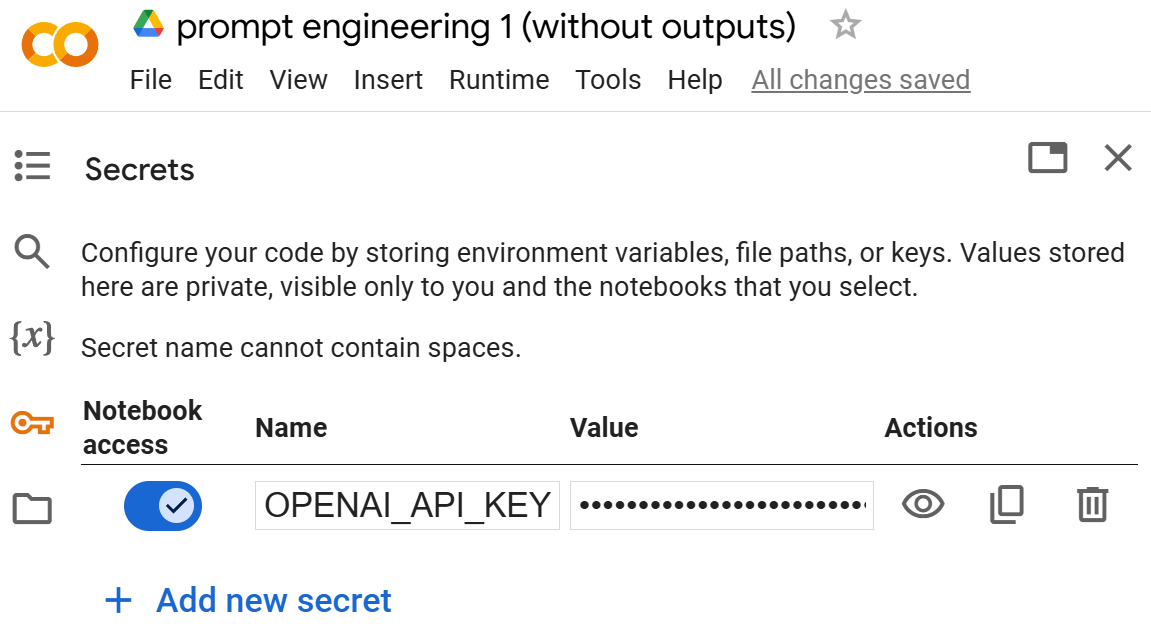 prompt engineering 1 (without outputs)
File Edit View Insert Runtime Tools Help All changes saved
Secrets
Configure your code by storing environment variables, file paths, or keys. Values stored
here are private, visible only to you and the notebooks that you select.
{x}
Secret name cannot contain spaces.
Notebook
access
Name Value Actions
OPENAI_API_KEY ••••••••••••••••••••••••
+ Add new secret